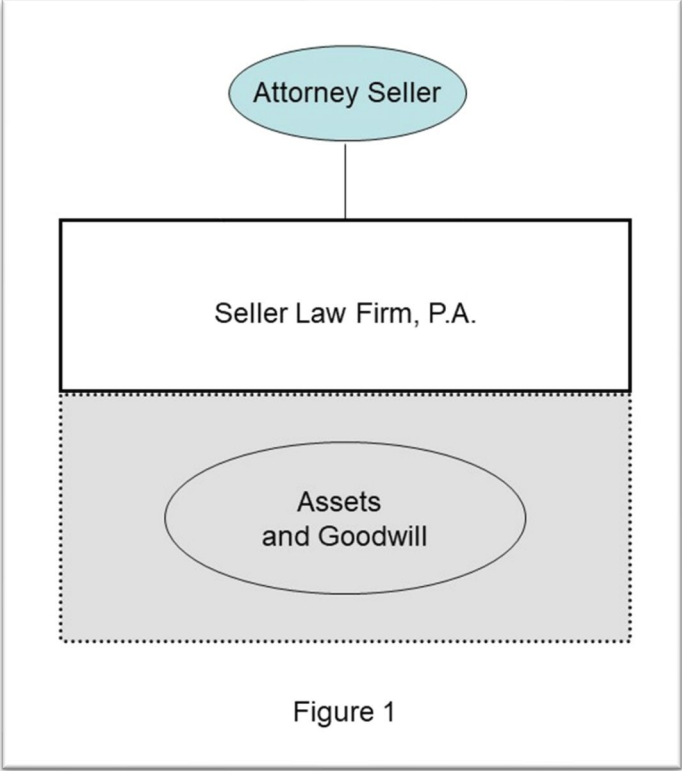 Attorney Seller
Seller Law Firm, P.A.
Assets
and Goodwill
Figure 1